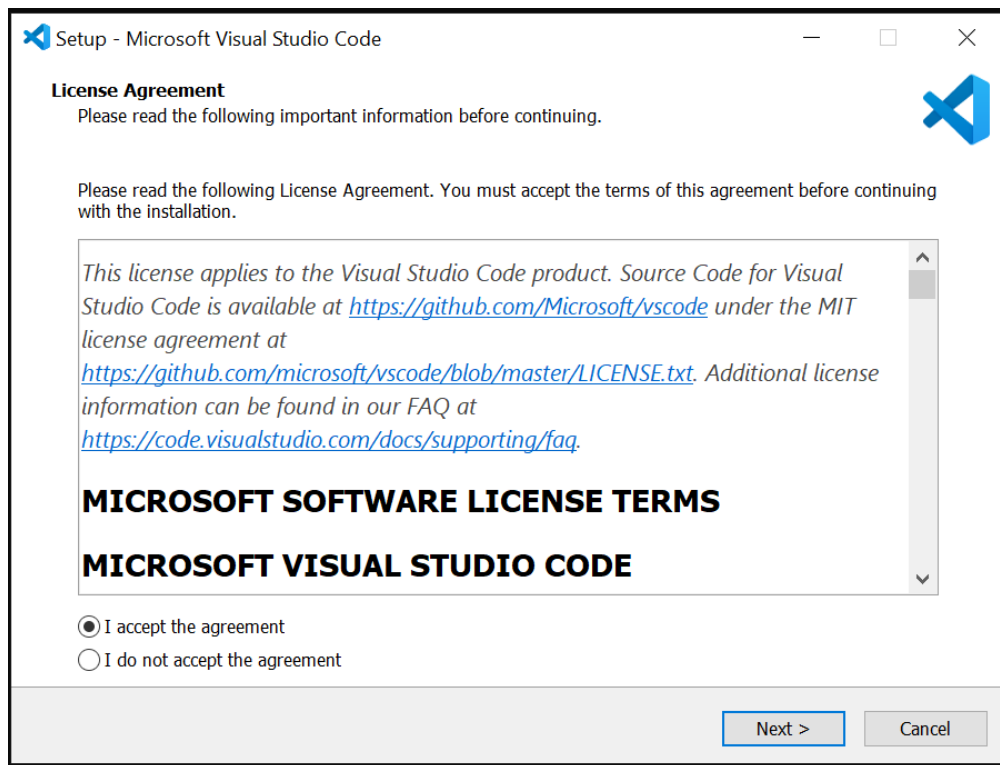 Setup - Microsoft Visual Studio Code
License Agreement
Please read the following important information before continuing.
Please read the following License Agreement. You must accept the terms of this agreement before continuing
with the installation.
This license applies to the Visual Studio Code product. Source Code for Visual
Studio Code is available at https://github.com/Microsoft/vscode under the MIT
license agreement at
https://github.com/microsoft/vscode/blob/master/LICENSE.txt. Additional license
information can be found in our FAQ at
https://code.visualstudio.com/docs/supporting/faq.
MICROSOFT SOFTWARE LICENSE TERMS
MICROSOFT VISUAL STUDIO CODE
I accept the agreement
I do not accept the agreement
Next >
Cancel